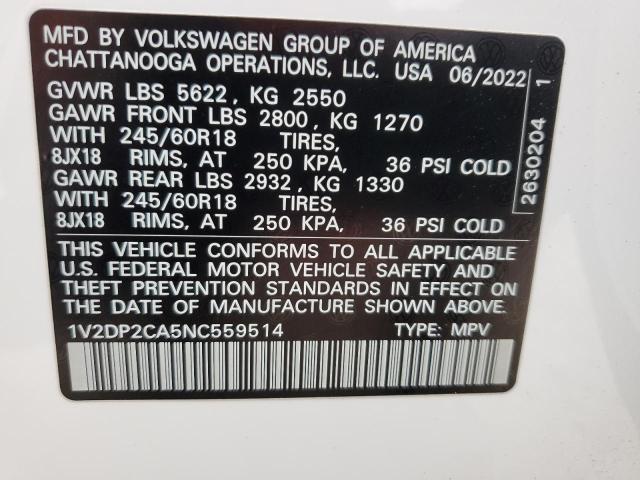 MFD BY VOLKSWAGEN GROUP OF AMERICA
CHATTANOOGA OPERATIONS, LLC. USA 06/2022
GVWR LBS 5622, KG 2550
GAWR FRONT LBS 2800, KG 1270
WITH 245/60R18 TIRES,
8JX18 RIMS, AT 250 KPA, 36 PSI COLD
GAWR REAR LBS 2932, KG 1330
WITH 245/60R18 TIRES,
8JX18 RIMS, AT 250 KPA, 36 PSI COLD
THIS VEHICLE CONFORMS TO ALL APPLICABLE
U.S. FEDERAL MOTOR VEHICLE SAFETY AND
THEFT PREVENTION STANDARDS IN EFFECT ON
THE DATE OF MANUFACTURE SHOWN ABOVE.
1V2DP2CA5NC559514 TYPE: MPV
2630204 1